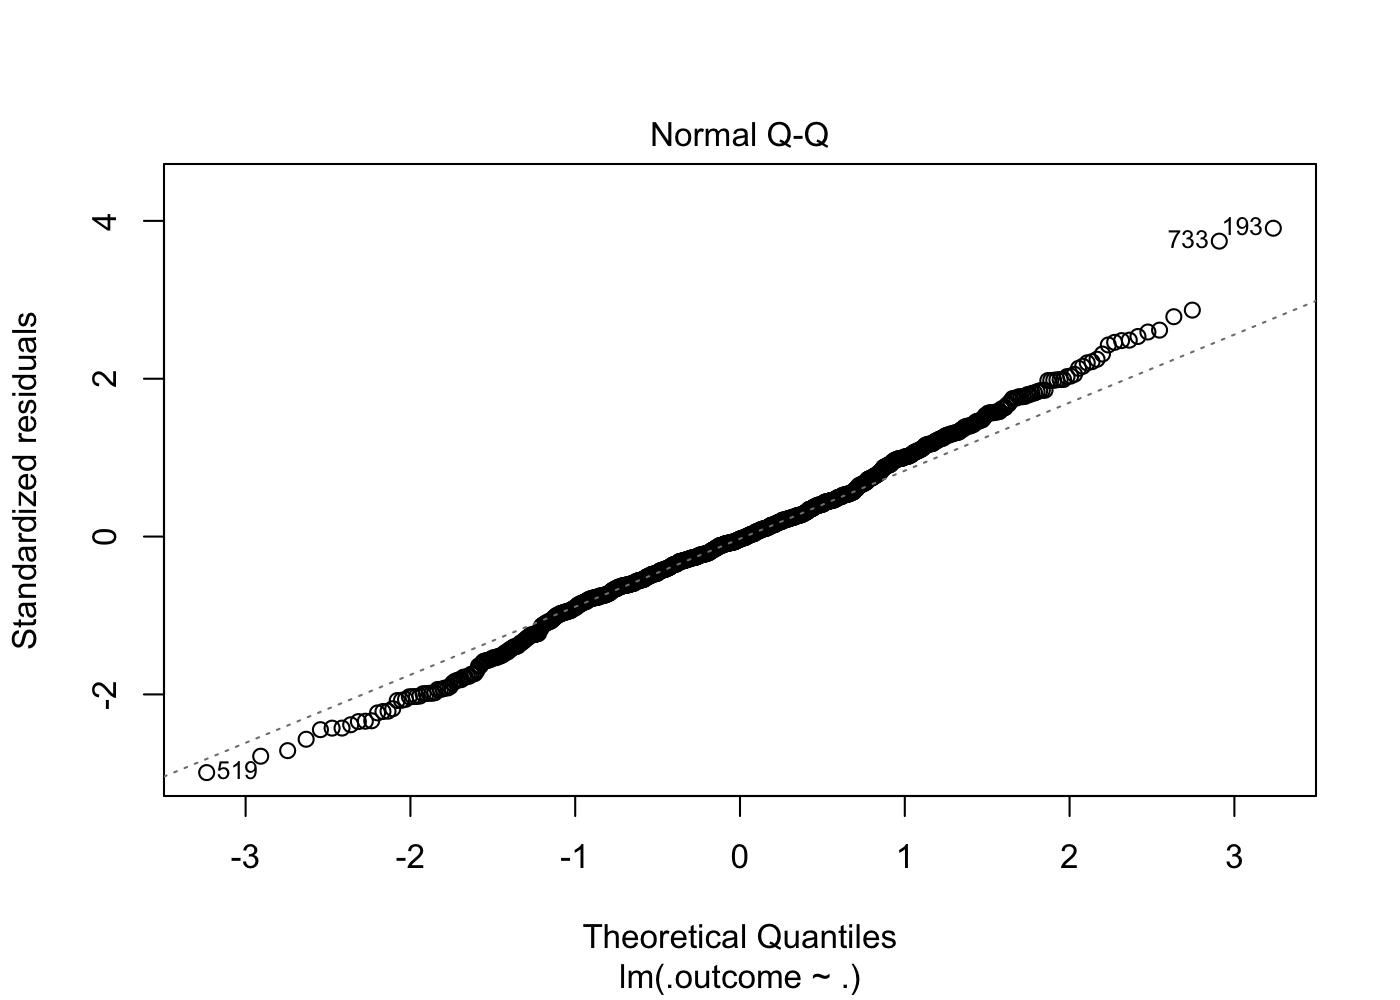 Normal Q-Q
Standardized residuals
4
2
0
-2
733
193
519
-3 -2 -1 0 1 2 3
Theoretical Quantiles
lm(.outcome ~ .)